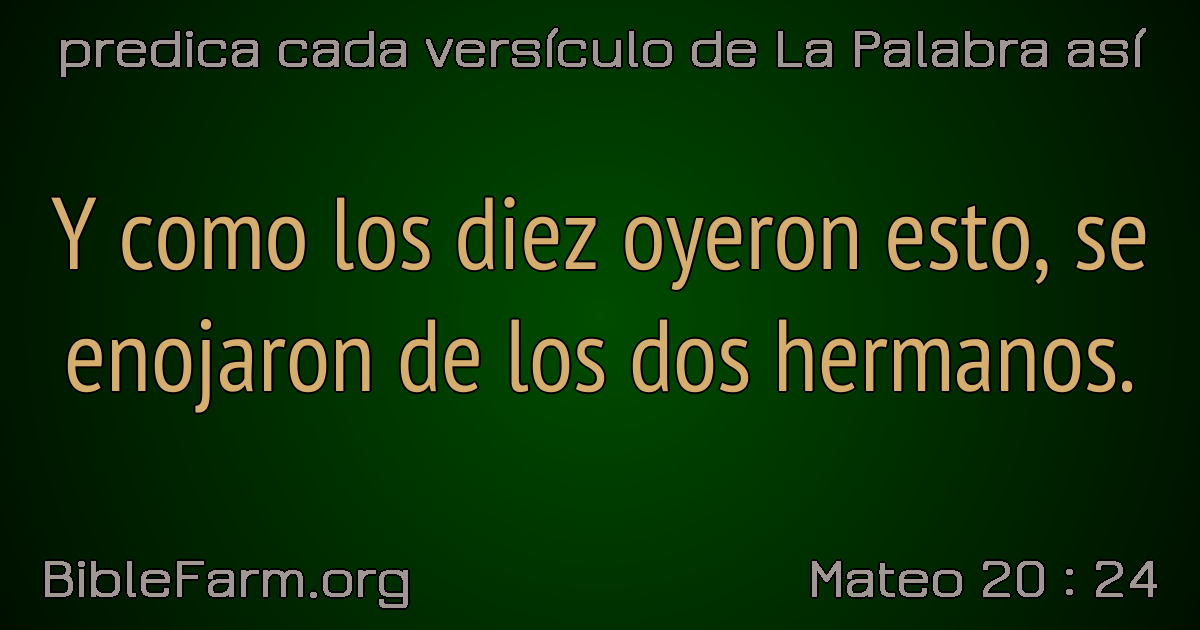 predica cada versículo de La Palabra así
Y como los diez oyeron esto, se
enojaron de los dos hermanos.
BibleFarm.org
Mateo 20 : 24